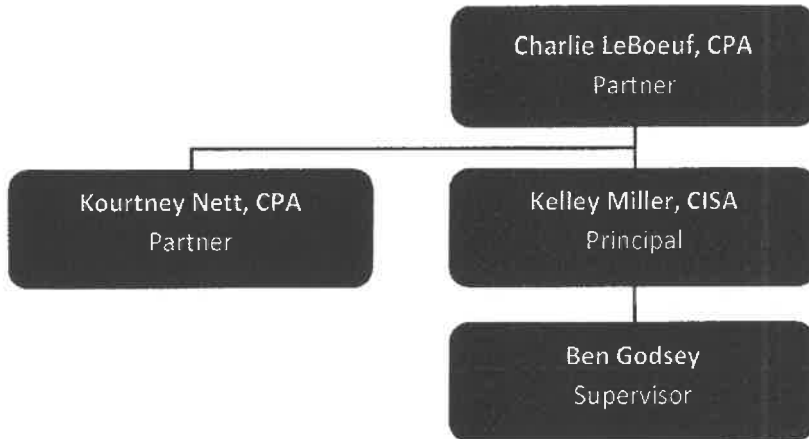 Charlie LeBoeuf, CPA
Partner
Kourtney Nett, CPA
Partner
Kelley Miller, CISA
Principal
Ben Godsey
Supervisor